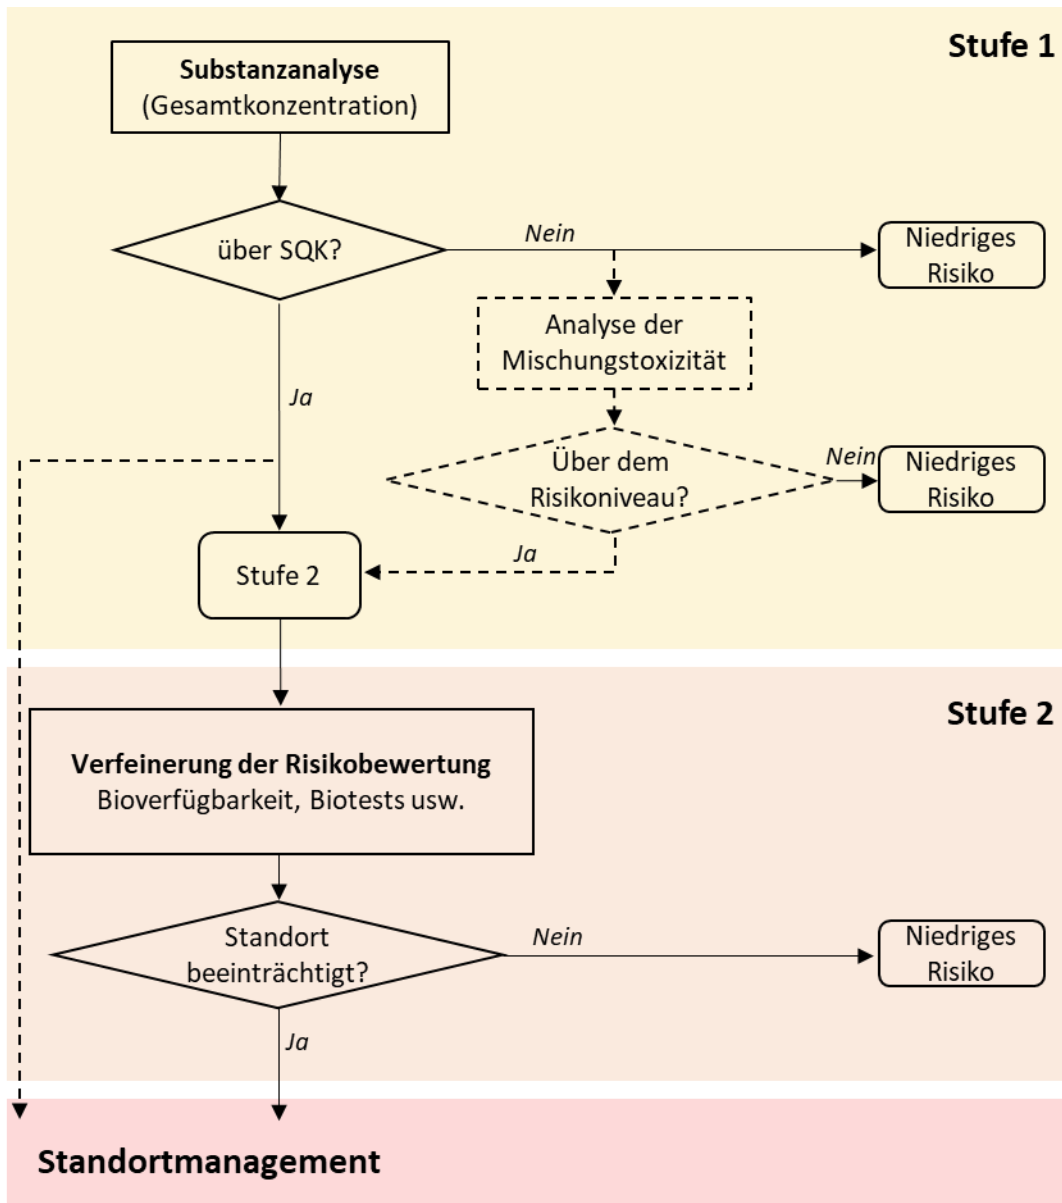 Stufe 1
Substanzanalyse
(Gesamtkonzentration)
über SQK?
Nein
Niedriges
Risiko
Analyse der
Mischungstoxizität
Ja
Über dem
Risikoniveau?
Nein
Niedriges
Risiko
Ja
Stufe 2
Stufe 2
Verfeinerung der Risikobewertung
Bioverfügbarkeit, Biotests usw.
Standort
beeinträchtigt?
Nein
Niedriges
Risiko
Ja
Standortmanagement